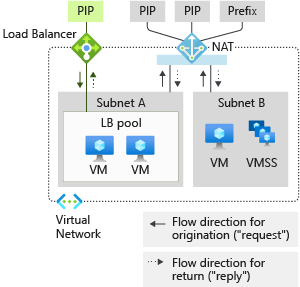 PIP
PIP
PIP
Prefix
Load Balancer
NAT
Subnet A
Subnet B
LB pool
VM
VM
VM
VMSS
Virtual
Network
Flow direction for
origination ("request")
Flow direction for
return ("reply")